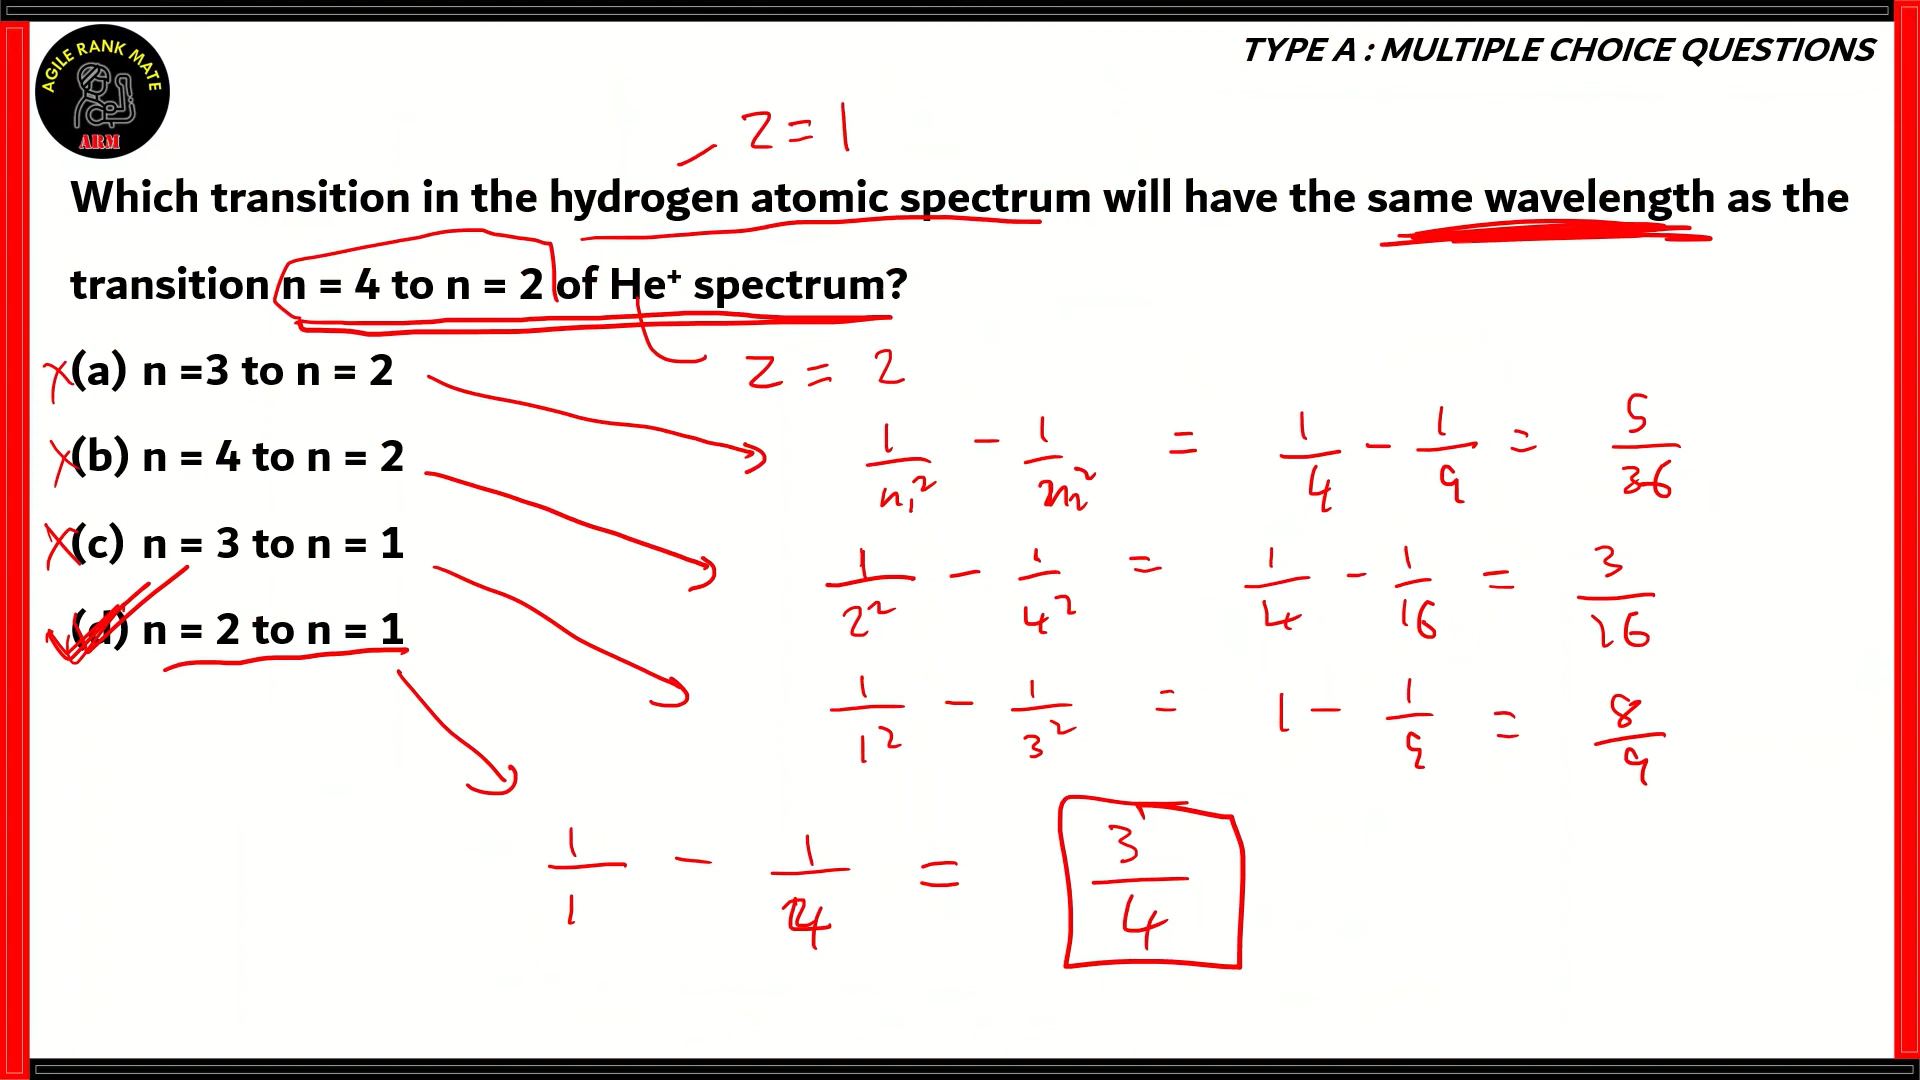 AGILE RANK MATE
ARM
TYPE A : MULTIPLE CHOICE QUESTIONS
z = 1
Which transition in the hydrogen atomic spectrum will have the same wavelength as the
transition n = 4 to n = 2 of He⁺ spectrum?
(a) n =3 to n = 2
z = 2
1/n₁² - 1/n₂² = 1/4 - 1/9 = 5/36
(b) n = 4 to n = 2
1/2² - 1/4² = 1/4 - 1/16 = 3/16
(c) n = 3 to n = 1
(d) n = 2 to n = 1
1/1² - 1/3² = 1 - 1/9 = 8/9
1/1 - 1/4 = 3/4